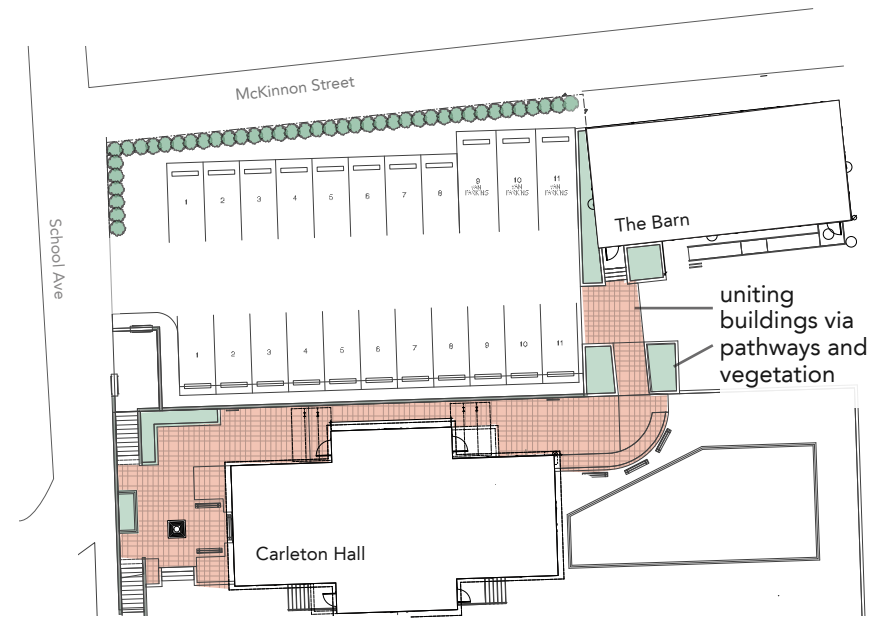 McKinnon Street
School Ave
1
2
3
4
5
6
7
8
9
VAN
PARKING
10
VAN
PARKING
11
VAN
PARKING
The Barn
uniting
buildings via
pathways and
vegetation
1
2
3
4
5
6
7
8
9
10
11
Carleton Hall